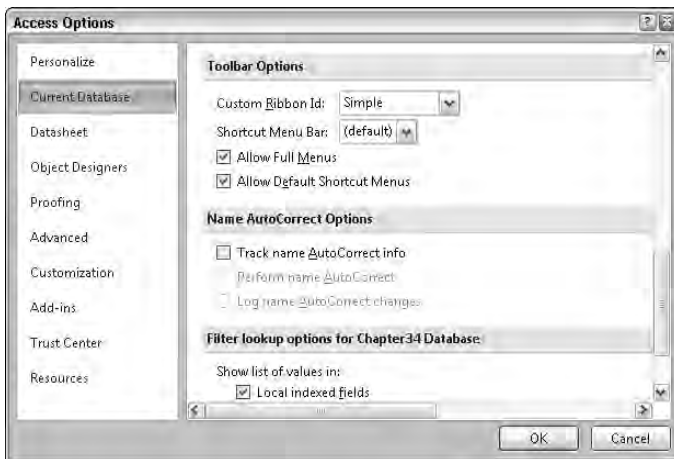 Access Options
Personalize
Current Database
Datasheet
Object Designers
Proofing
Advanced
Customization
Add-ins
Trust Center
Resources
Toolbar Options
Custom Ribbon Id: Simple
Shortcut Menu Bar: (default)
Allow Full Menus
Allow Default Shortcut Menus
Name AutoCorrect Options
Track name AutoCorrect info
Perform name AutoCorrect
Log name AutoCorrect changes
Filter lookup options for Chapter34 Database
Show list of values in:
Local indexed fields
OK Cancel